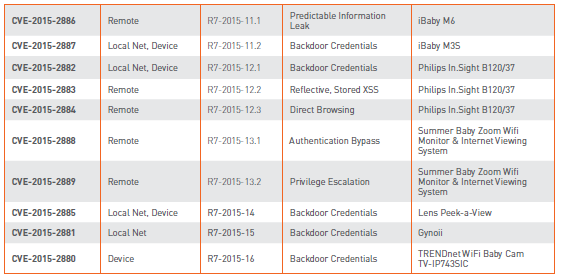 CVE-2015-2886 Remote R7-2015-11.1 Predictable Information Leak iBaby M6
CVE-2015-2887 Local Net, Device R7-2015-11.2 Backdoor Credentials iBaby M3S
CVE-2015-2882 Local Net, Device R7-2015-12.1 Backdoor Credentials Philips In.Sight B120/37
CVE-2015-2883 Remote R7-2015-12.2 Reflective, Stored XSS Philips In.Sight B120/37
CVE-2015-2884 Remote R7-2015-12.3 Direct Browsing Philips In.Sight B120/37
CVE-2015-2888 Remote R7-2015-13.1 Authentication Bypass Summer Baby Zoom Wifi Monitor & Internet Viewing System
CVE-2015-2889 Remote R7-2015-13.2 Privilege Escalation Summer Baby Zoom Wifi Monitor & Internet Viewing System
CVE-2015-2885 Local Net, Device R7-2015-14 Backdoor Credentials Lens Peek-a-View
CVE-2015-2881 Local Net R7-2015-15 Backdoor Credentials Gynoii
CVE-2015-2880 Device R7-2015-16 Backdoor Credentials TRENDnet WiFi Baby Cam TV-IP743SIC